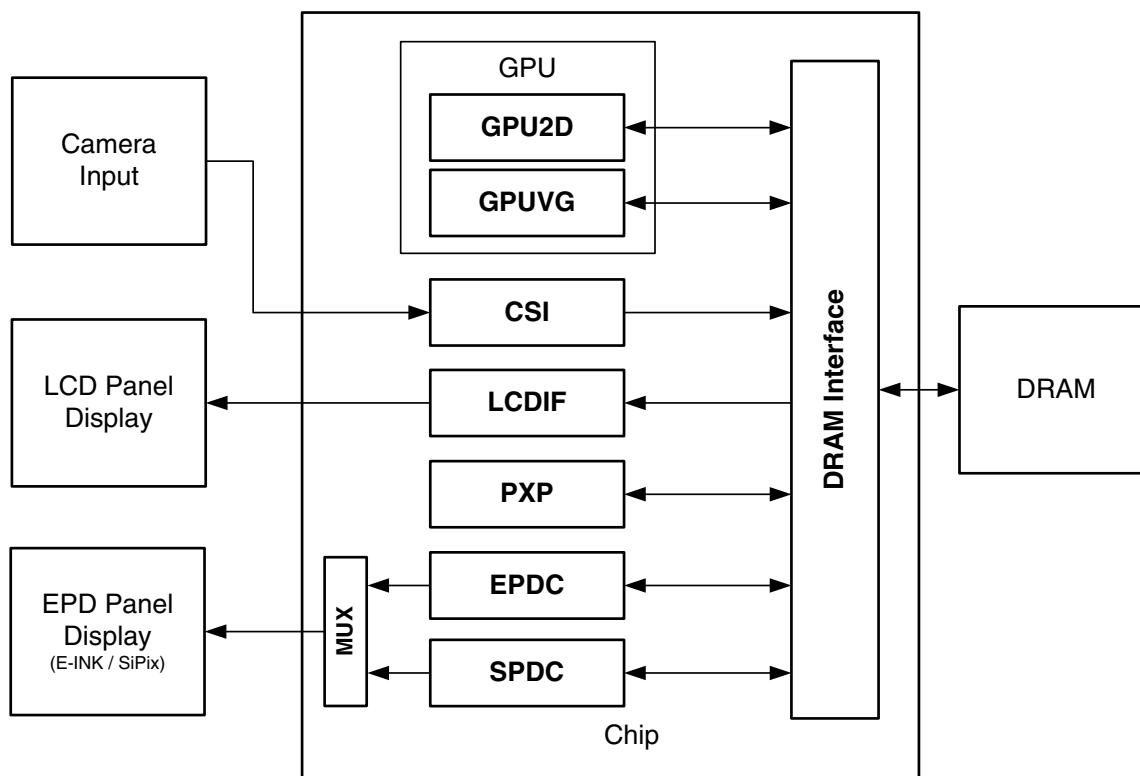 GPU
GPU2D
GPUVG
Camera
Input
CSI
LCD Panel
Display
LCDIF
PXP
EPD Panel
Display
(E-INK / SiPix)
MUX
EPDC
SPDC
DRAM Interface
DRAM
Chip